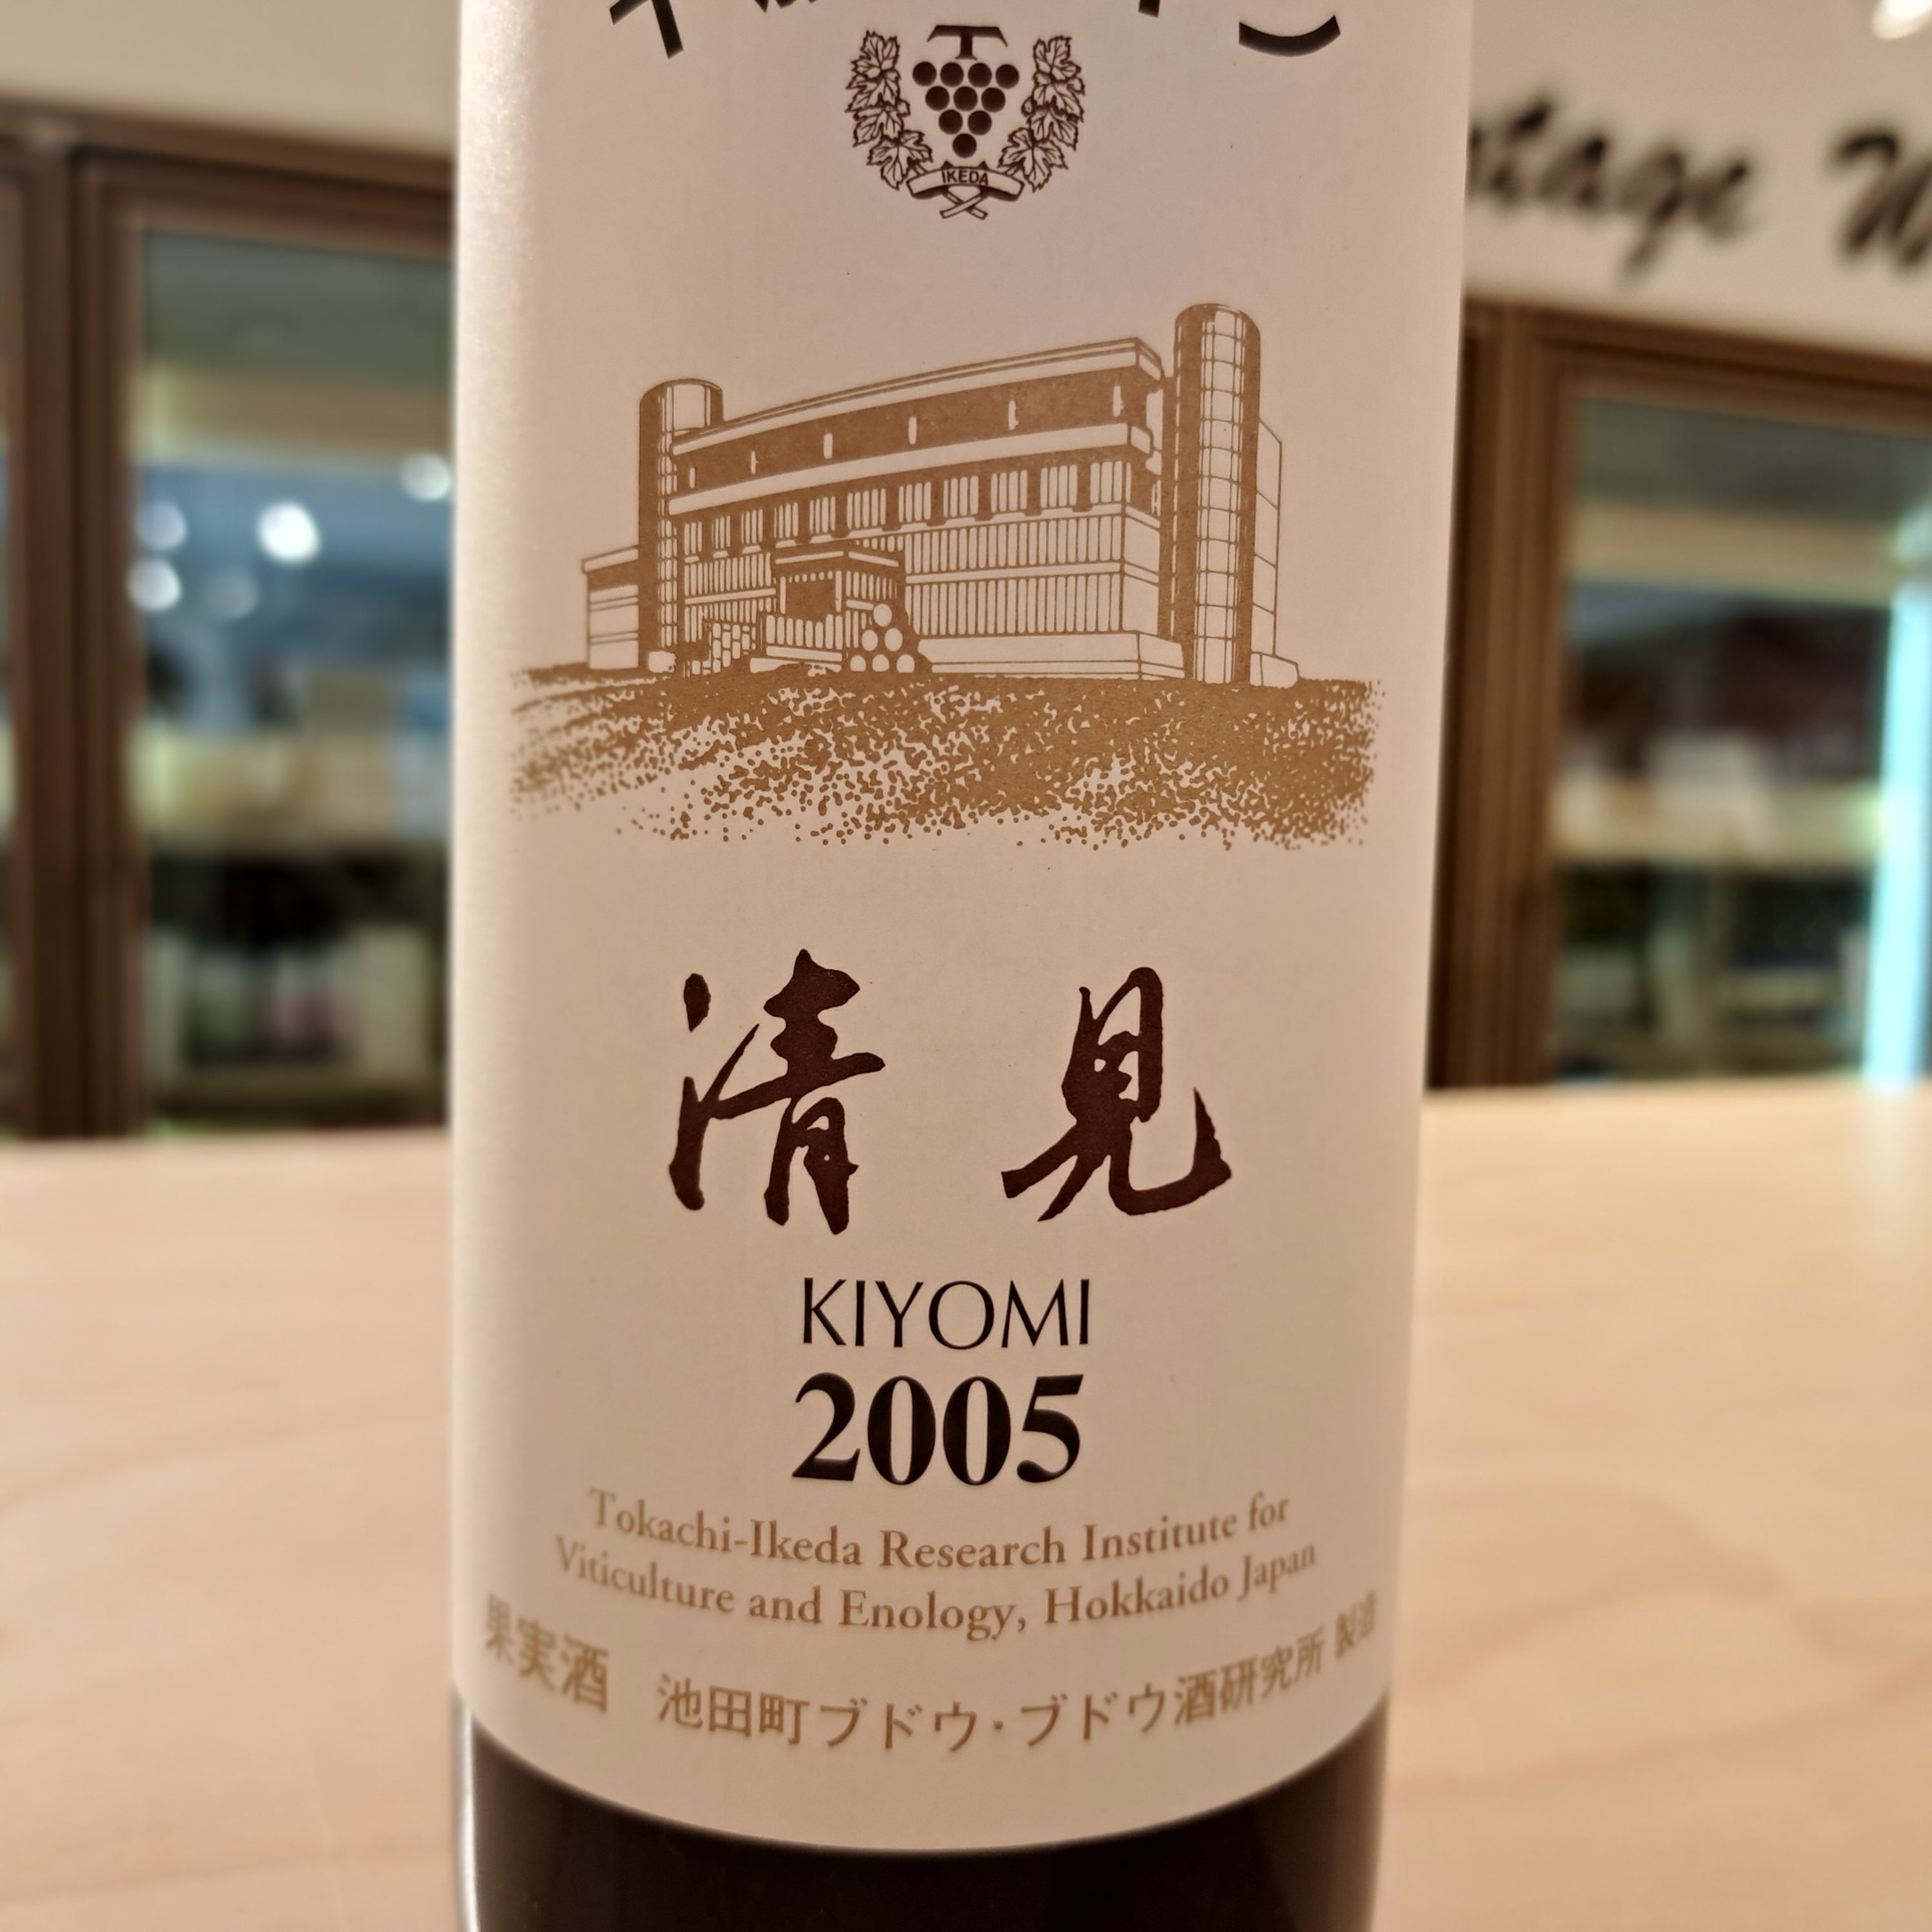 IKEDA
清見
KIYOMI
2005
Tokachi-Ikeda Research Institute for
Viticulture and Enology, Hokkaido Japan
果実酒 池田町ブドウ・ブドウ酒研究所 製造